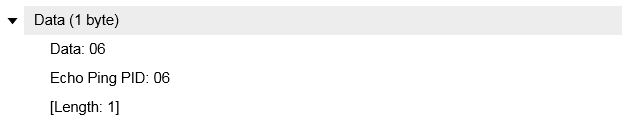 Data (1 byte)
Data: 06
Echo Ping PID: 06
[Length: 1]